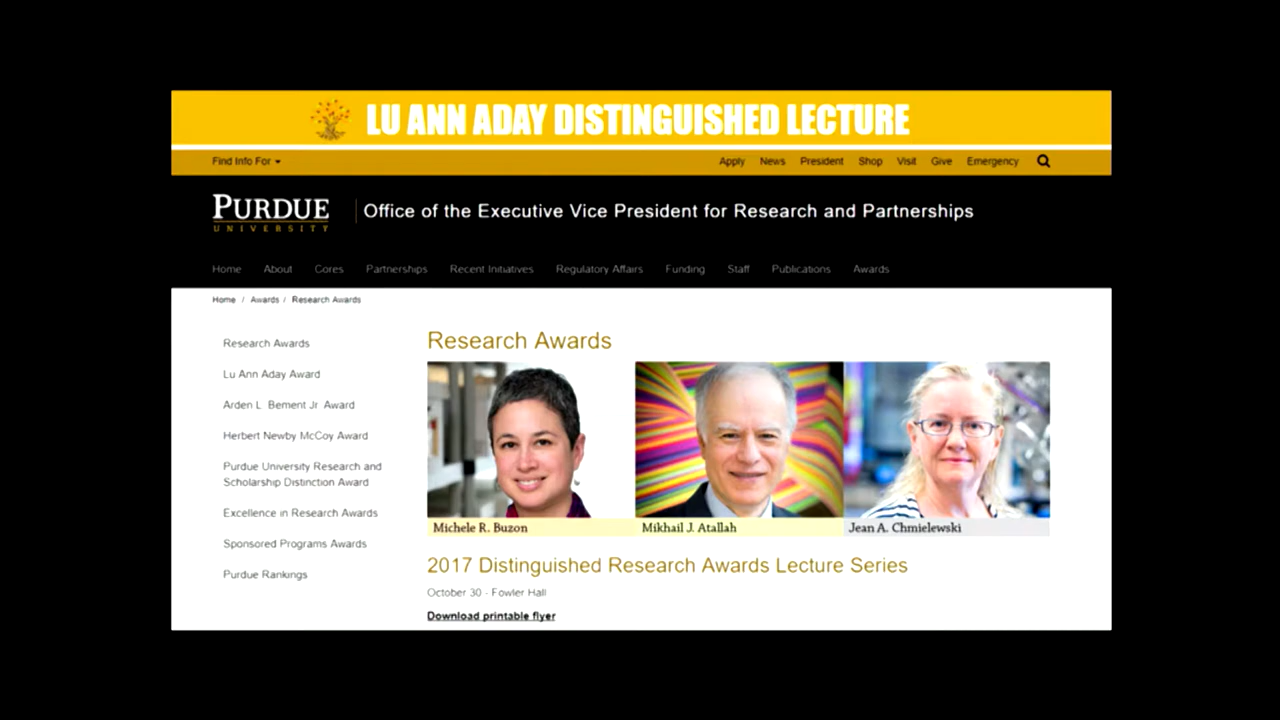 LU ANN ADAY DISTINGUISHED LECTURE
Find Info For
Apply News President Shop Visit Give Emergency
PURDUE
UNIVERSITY
Office of the Executive Vice President for Research and Partnerships
Home About Cores Partnerships Recent Initiatives Regulatory Affairs Funding Staff Publications Awards
Home / Awards / Research Awards
Research Awards
Lu Ann Aday Award
Arden L Bement Jr Award
Herbert Newby McCoy Award
Purdue University Research and
Scholarship Distinction Award
Excellence in Research Awards
Sponsored Programs Awards
Purdue Rankings
Research Awards
Michele R. Buzon
Mikhail J. Atallah
Jean A. Chmielewski
2017 Distinguished Research Awards Lecture Series
October 30 - Fowler Hall
Download printable flyer